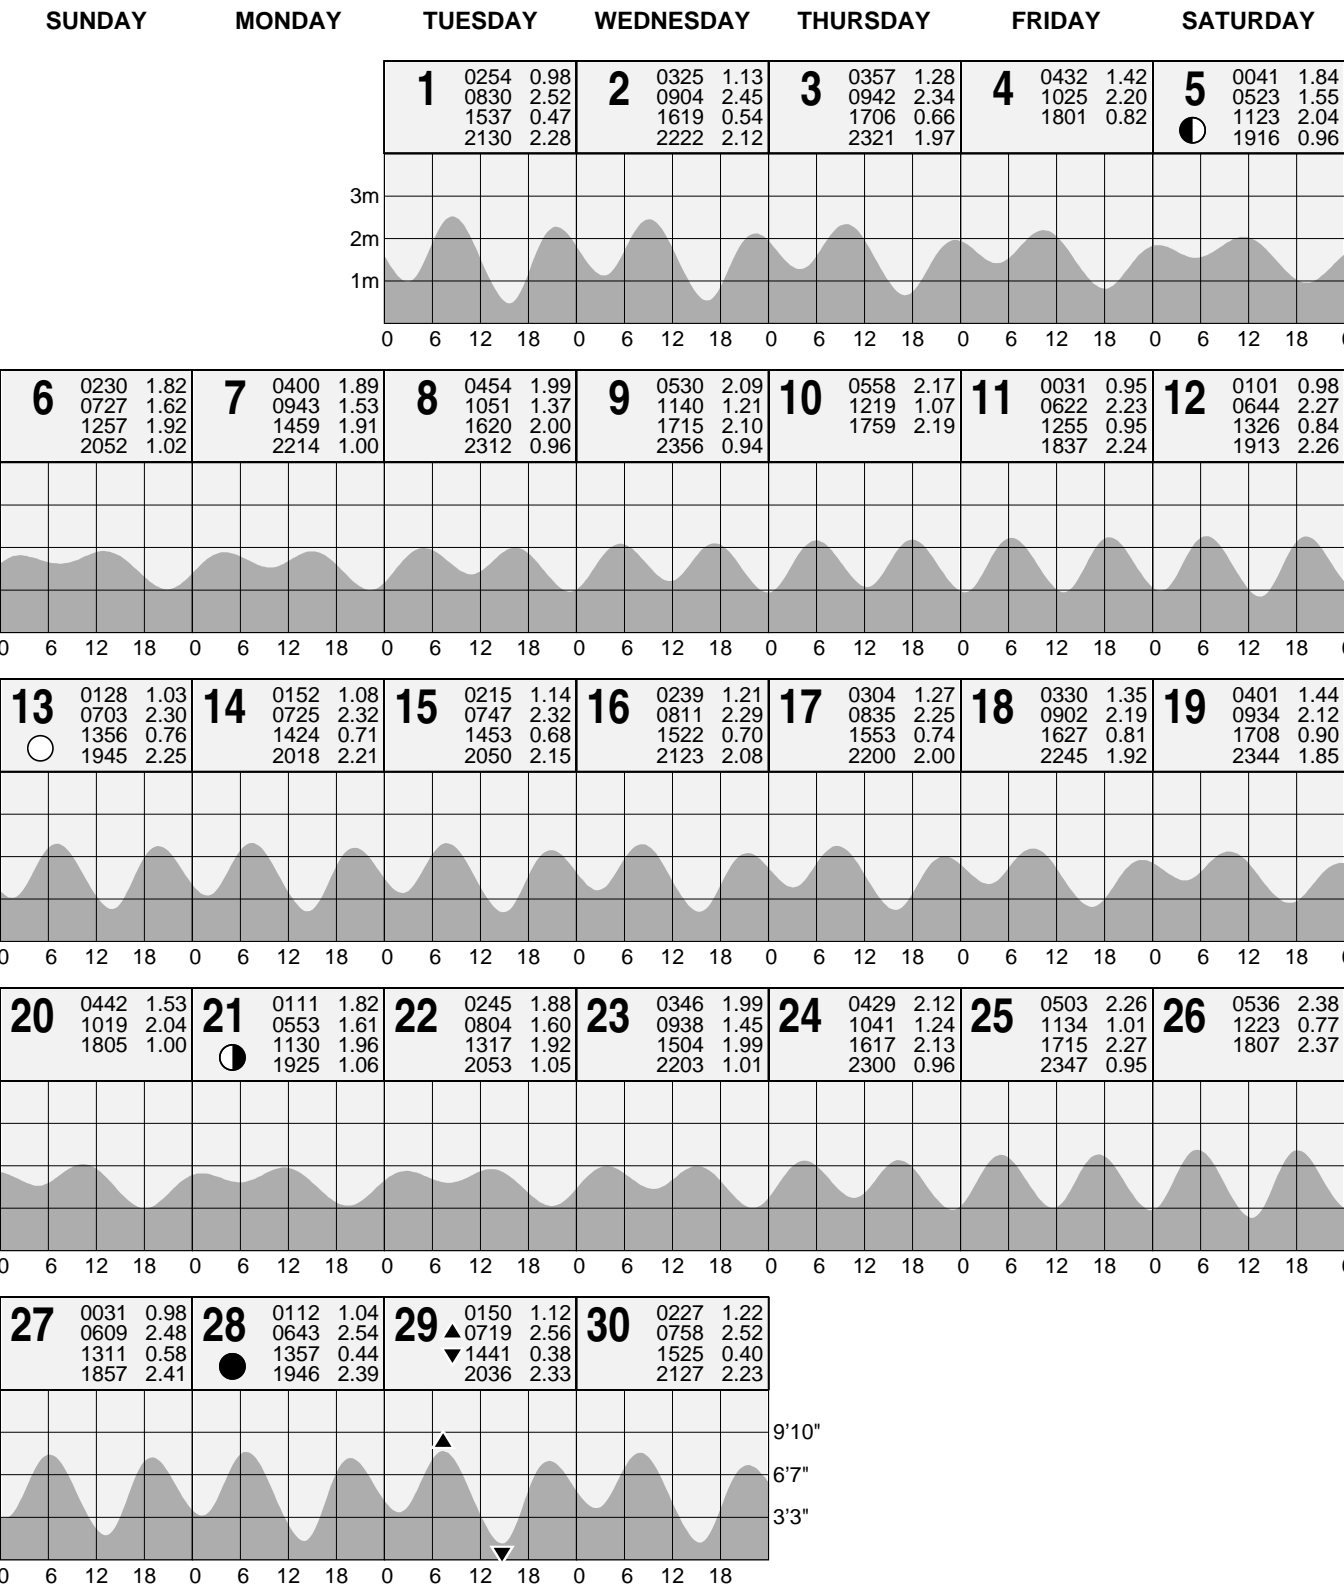 SUNDAY MONDAY TUESDAY WEDNESDAY THURSDAY FRIDAY SATURDAY
1 0254 0.98 2 0325 1.13 3 0357 1.28 4 0432 1.42 5 0041 1.84
0830 2.52 0904 2.45 0942 2.34 1025 2.20 0523 1.55
1537 0.47 1619 0.54 1706 0.66 1801 0.82 1123 2.04
2130 2.28 2222 2.12 2321 1.97 1916 0.96
3m
2m
1m
0 6 12 18 0 6 12 18 0 6 12 18 0 6 12 18 0 6 12 18 0
6 0230 1.82 7 0400 1.89 8 0454 1.99 9 0530 2.09 10 0558 2.17 11 0031 0.95 12 0101 0.98
0727 1.62 0943 1.53 1051 1.37 1140 1.21 1219 1.07 0622 2.23 0644 2.27
1257 1.92 1459 1.91 1620 2.00 1715 2.10 1759 2.19 1255 0.95 1326 0.84
2052 1.02 2214 1.00 2312 0.96 2356 0.94 1837 2.24 1913 2.26
0 6 12 18 0 6 12 18 0 6 12 18 0 6 12 18 0 6 12 18 0 6 12 18 0 6 12 18 0
13 0128 1.03 14 0152 1.08 15 0215 1.14 16 0239 1.21 17 0304 1.27 18 0330 1.35 19 0401 1.44
0703 2.30 0725 2.32 0747 2.32 0811 2.29 0835 2.25 0902 2.19 0934 2.12
1356 0.76 1424 0.71 1453 0.68 1522 0.70 1553 0.74 1627 0.81 1708 0.90
1945 2.25 2018 2.21 2050 2.15 2123 2.08 2200 2.00 2245 1.92 2344 1.85
0 6 12 18 0 6 12 18 0 6 12 18 0 6 12 18 0 6 12 18 0 6 12 18 0 6 12 18 0
20 0442 1.53 21 0111 1.82 22 0245 1.88 23 0346 1.99 24 0429 2.12 25 0503 2.26 26 0536 2.38
1019 2.04 0553 1.61 0804 1.60 0938 1.45 1041 1.24 1134 1.01 1223 0.77
1805 1.00 1130 1.96 1317 1.92 1504 1.99 1617 2.13 1715 2.27 1807 2.37
1925 1.06 2053 1.05 2203 1.01 2300 0.96 2347 0.95
0 6 12 18 0 6 12 18 0 6 12 18 0 6 12 18 0 6 12 18 0 6 12 18 0 6 12 18 0
27 0031 0.98 28 0112 1.04 29 0150 1.12 30 0227 1.22
0609 2.48 0643 2.54 0719 2.56 0758 2.52
1311 0.58 1357 0.44 1441 0.38 1525 0.40
1857 2.41 1946 2.39 2036 2.33 2127 2.23
9'10"
6'7"
3'3"
0 6 12 18 0 6 12 18 0 6 12 18 0 6 12 18